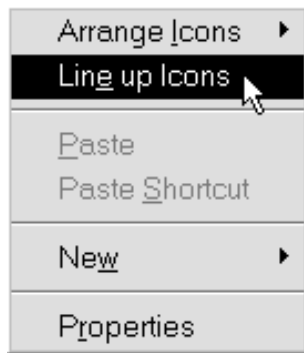 Arrange Icons
Line up Icons
Paste
Paste Shortcut
New
Properties